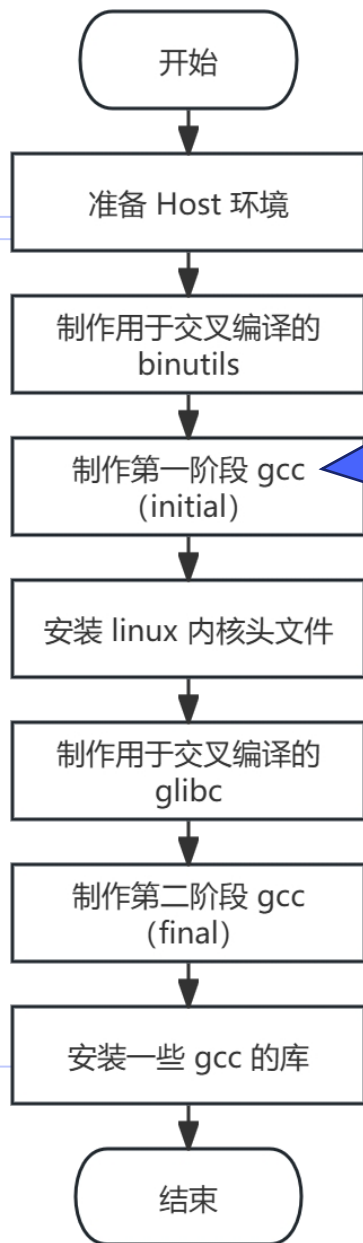 开始
准备 Host 环境
制作用于交叉编译的
binutils
制作第一阶段 gcc
（initial）
安装 linux 内核头文件
制作用于交叉编译的
glibc
制作第二阶段 gcc
（final）
安装一些 gcc 的库
结束